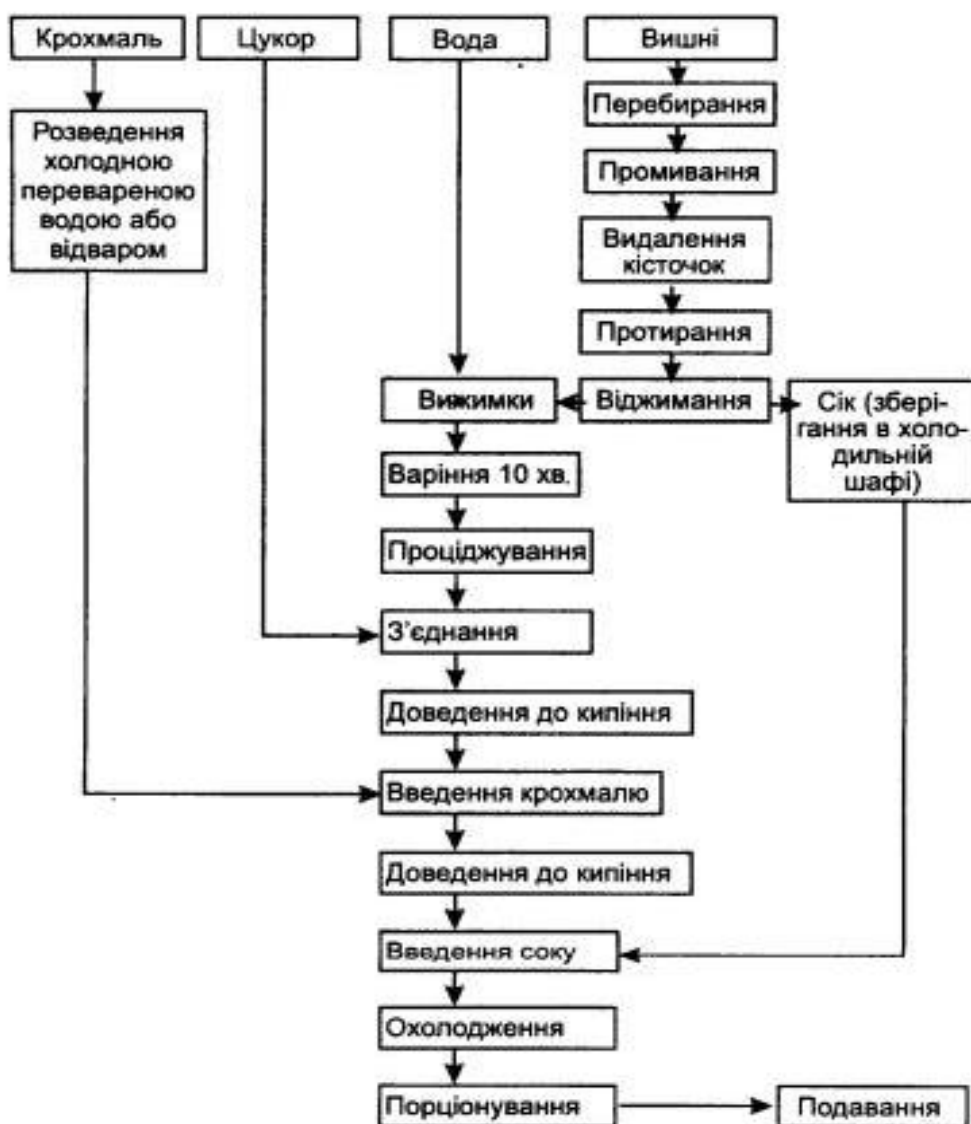 Крохмаль
Цукор
Вода
Вишні
Перебирання
Розведення
холодною
перевареною
водою або
відваром
Промивання
Видалення
кісточок
Протирання
Вижимки
Віджимання
Сік (збері-
гання в холо-
дильній
шафі)
Варіння 10 хв.
Проціджування
З'єднання
Доведення до кипіння
Введення крохмалю
Доведення до кипіння
Введення соку
Охолодження
Порціонування
Подавання